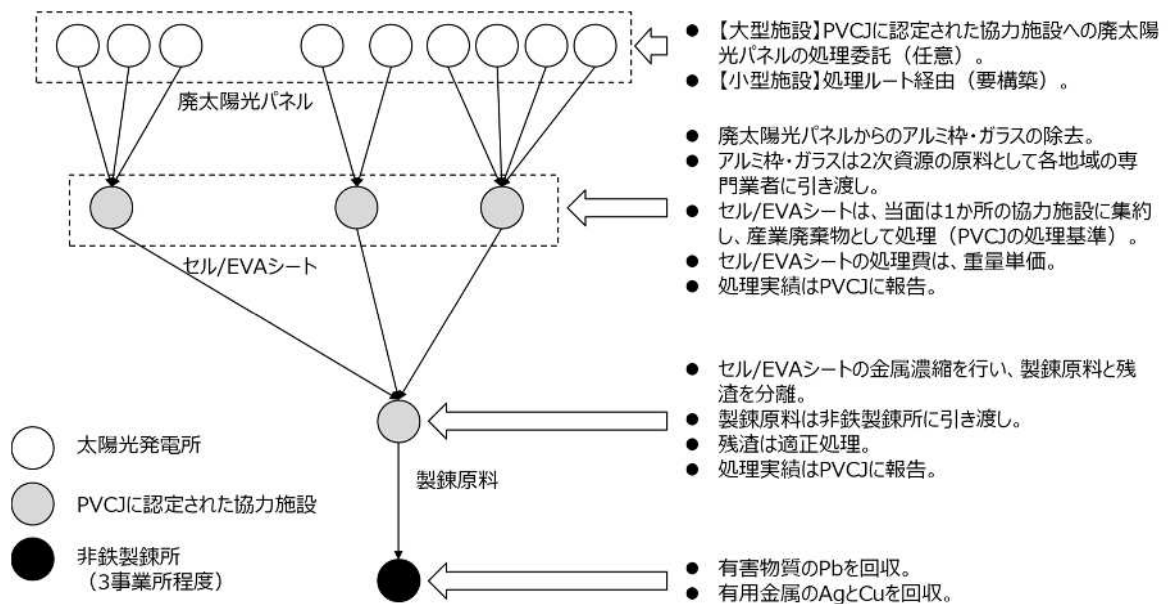 ● 【大型施設】PVCJに認定された協力施設への廃太陽
光パネルの処理委託（任意）。
● 【小型施設】処理ルート経由（要構築）。
廃太陽光パネル
● 廃太陽光パネルからのアルミ枠・ガラスの除去。
● アルミ枠・ガラスは2次資源の原料として各地域の専
門業者に引き渡し。
● セル/EVAシートは、当面は1か所の協力施設に集約
し、産業廃棄物として処理（PVCJの処理基準）。
● セル/EVAシートの処理費は、重量単価。
● 処理実績はPVCJに報告。
セル/EVAシート
● セル/EVAシートの金属濃縮を行い、製錬原料と残
渣を分離。
● 製錬原料は非鉄製錬所に引き渡し。
● 残渣は適正処理。
● 処理実績はPVCJに報告。
製錬原料
太陽光発電所
PVCJに認定された協力施設
非鉄製錬所
（3事業所程度）
● 有害物質のPbを回収。
● 有用金属のAgとCuを回収。